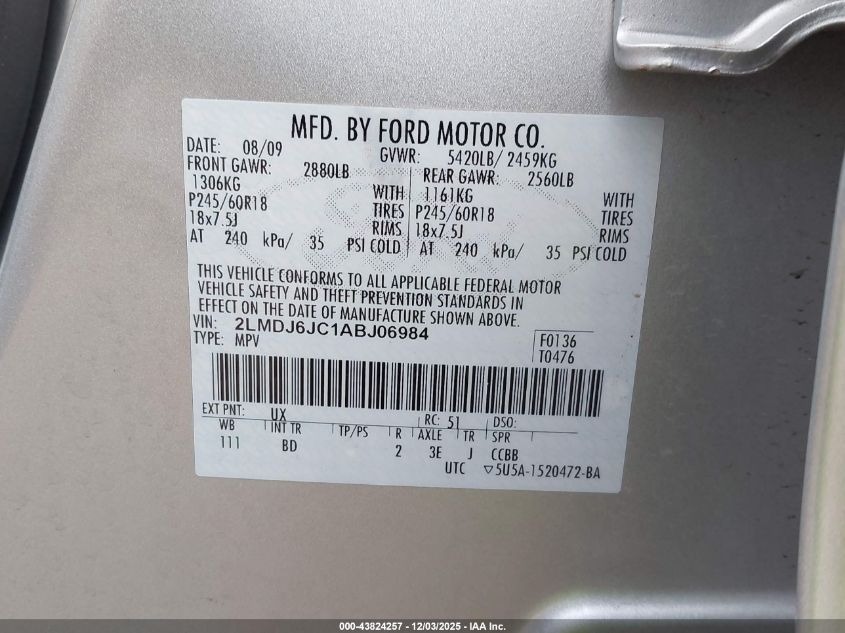 MFD. BY FORD MOTOR CO.
DATE: 08/09 GVWR: 5420LB/ 2459KG
FRONT GAWR: 2880LB REAR GAWR: 2560LB
1306KG WITH 1161KG WITH
P245/60R18 TIRES P245/60R18 TIRES
18x7.5J RIMS 18x7.5J RIMS
AT 240 kPa/ 35 PSI COLD AT 240 kPa/ 35 PSI COLD
THIS VEHICLE CONFORMS TO ALL APPLICABLE FEDERAL MOTOR
VEHICLE SAFETY AND THEFT PREVENTION STANDARDS IN
EFFECT ON THE DATE OF MANUFACTURE SHOWN ABOVE.
VIN: 2LMDJ6JC1ABJ06984
TYPE: MPV
F0136
T0476
EXT PNT: UX RC: 51 DSO:
WB INT TR TP/PS R AXLE TR SPR
111 BD 2 3E J CCBB
UTC ▽5U5A-1520472-BA
000-43824257 - 12/03/2025 - IAA Inc.